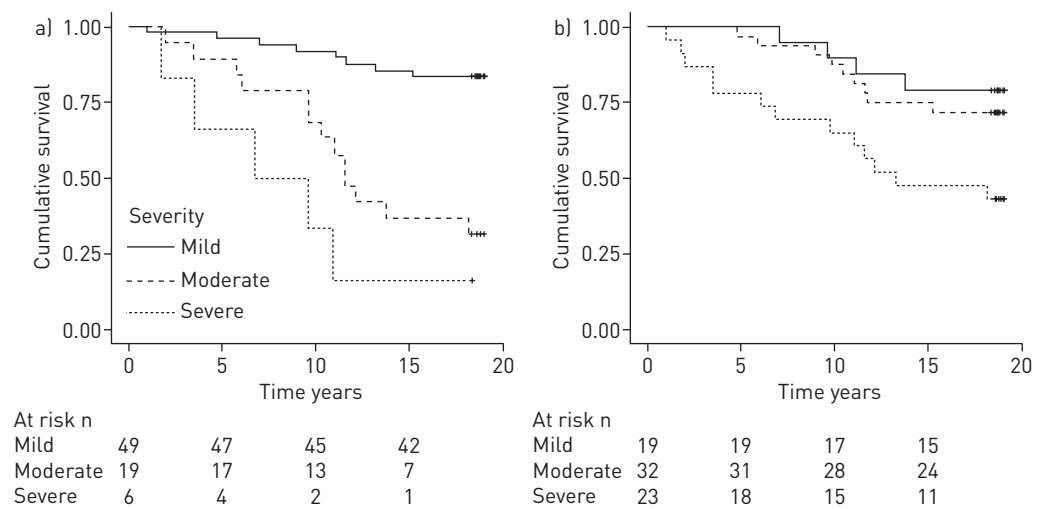 a)
1.00
0.75
0.50
0.25
0.00
Cumulative survival
Severity
Mild
Moderate
Severe
0 5 10 15 20
Time years
At risk n
Mild 49 47 45 42
Moderate 19 17 13 7
Severe 6 4 2 1
b)
1.00
0.75
0.50
0.25
0.00
Cumulative survival
0 5 10 15 20
Time years
At risk n
Mild 19 19 17 15
Moderate 32 31 28 24
Severe 23 18 15 11